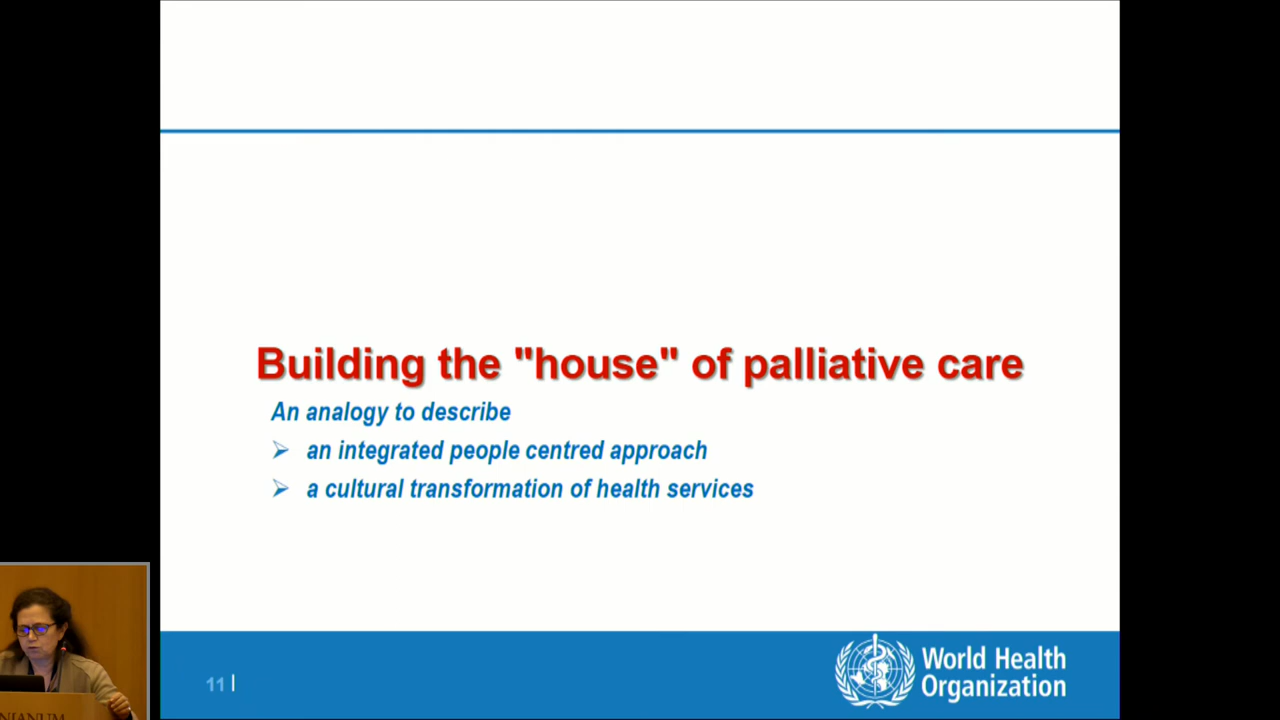 Building the "house" of palliative care
An analogy to describe
➢ an integrated people centred approach
➢ a cultural transformation of health services
11 |
World Health
Organization